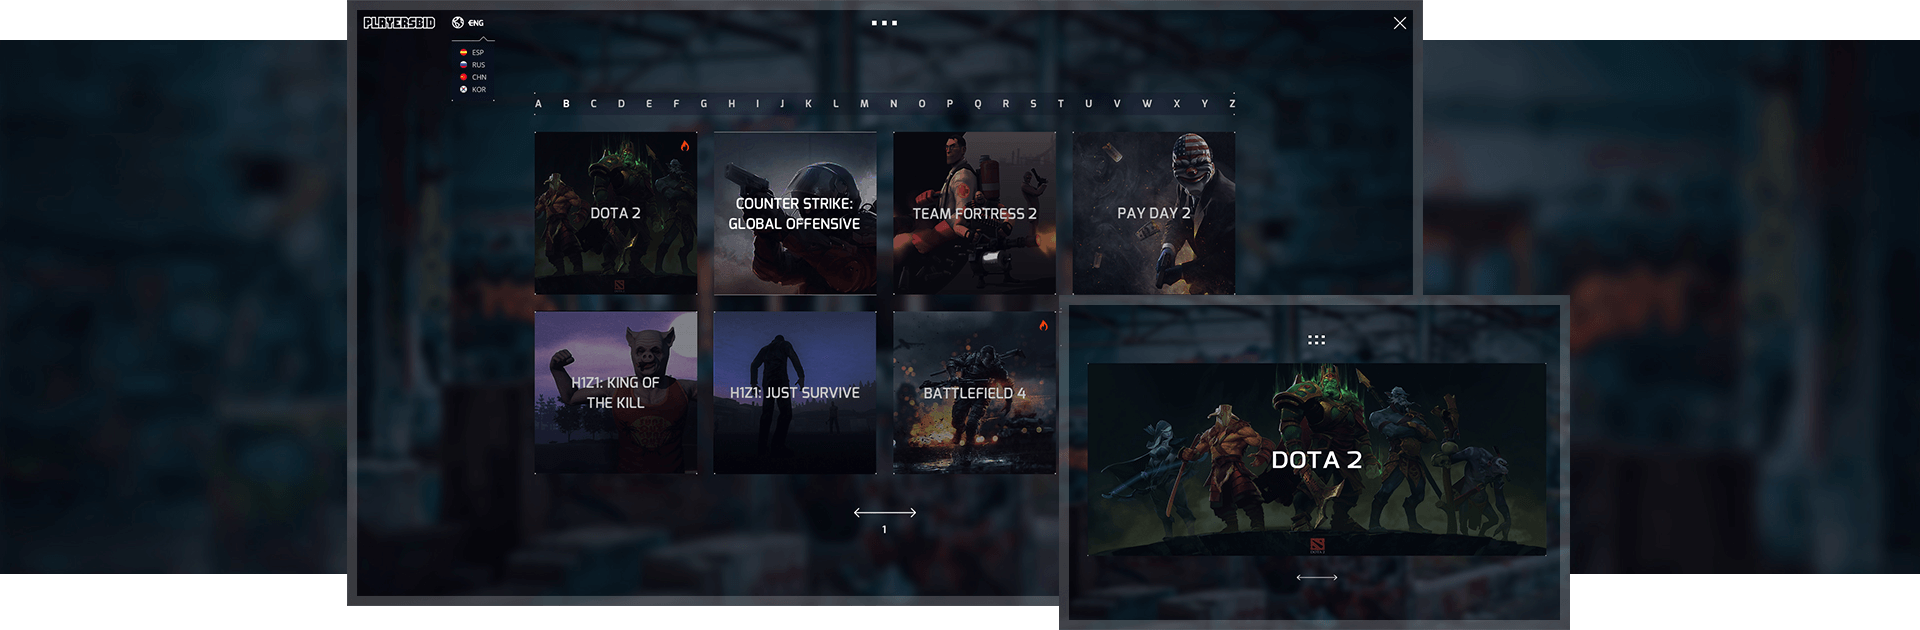 PLAYERSBID
ENG
ESP
RUS
CHN
KOR
A B C D E F G H I J K L M N O P Q R S T U V W X Y Z
DOTA 2
COUNTER STRIKE:
GLOBAL OFFENSIVE
TEAM FORTRESS 2
PAY DAY 2
H1Z1: KING OF
THE KILL
H1Z1: JUST SURVIVE
BATTLEFIELD 4
1
DOTA 2